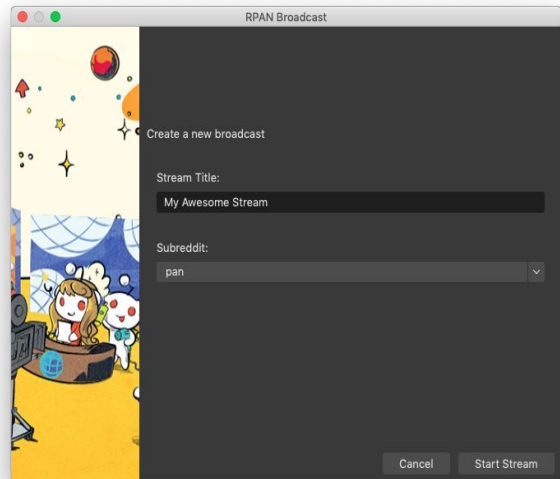 RPAN Broadcast
Create a new broadcast
Stream Title:
My Awesome Stream
Subreddit:
pan
Cancel Start Stream